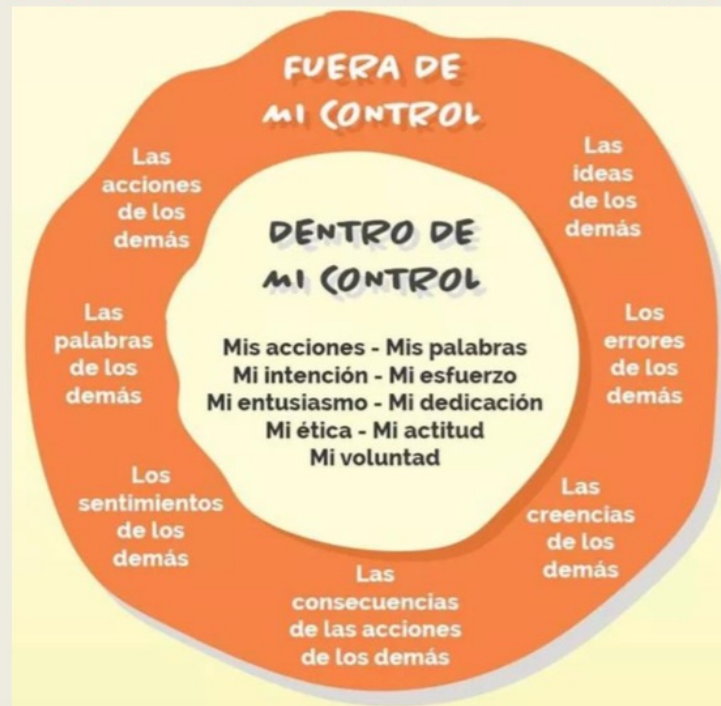 FUERA DE
MI CONTROL
Las
acciones
de los
demás
Las
ideas
de los
demás
DENTRO DE
MI CONTROL
Mis acciones - Mis palabras
Mi intención - Mi esfuerzo
Mi entusiasmo - Mi dedicación
Mi ética - Mi actitud
Mi voluntad
Las
palabras
de los
demás
Los
errores
de los
demás
Los
sentimientos
de los
demás
Las
creencias
de los
demás
Las
consecuencias
de las acciones
de los demás